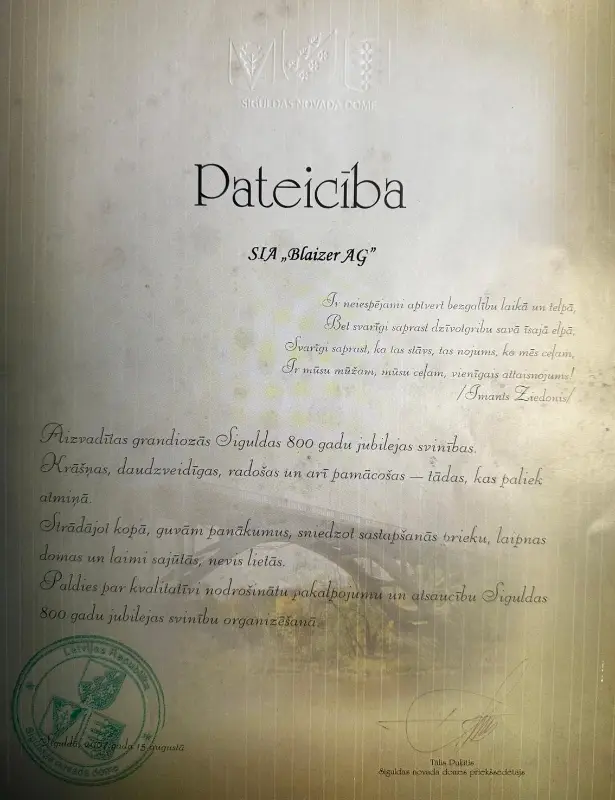 SIGULDAS NOVADA DOME
Pateicība
SIA „Blaizer AG”
Ir neiespējami aptvert bezgalību laikā un telpā,
Bet svarīgi saprast dzīvotgribu savā īsajā elpā,
Svarīgi saprast, ka tas stāvs, tas nojums, ko mēs ceļam,
Ir mūsu mūžam, mūsu ceļam, vienīgais attaisnojums!
/Imants Ziedonis/
Aizvadītas grandiozās Siguldas 800 gadu jubilejas svinības.
Krāšņas, daudzveidīgas, radošas un arī pamācošas — tādas, kas paliek
atmiņā.
Strādājot kopā, guvām panākumus, sniedzot sastapšanās prieku, laipnas
domas un laimi sajūtās, nevis lietās.
Paldies par kvalitatīvi nodrošinātu pakalpojumu un atsaucību Siguldas
800 gadu jubilejas svinību organizēšanā.
Latvijas Republika
Siguldas novada dome
Siguldā, 2007. gada 15. augustā
Tālis Puķītis
Siguldas novada domes priekšsēdētājs